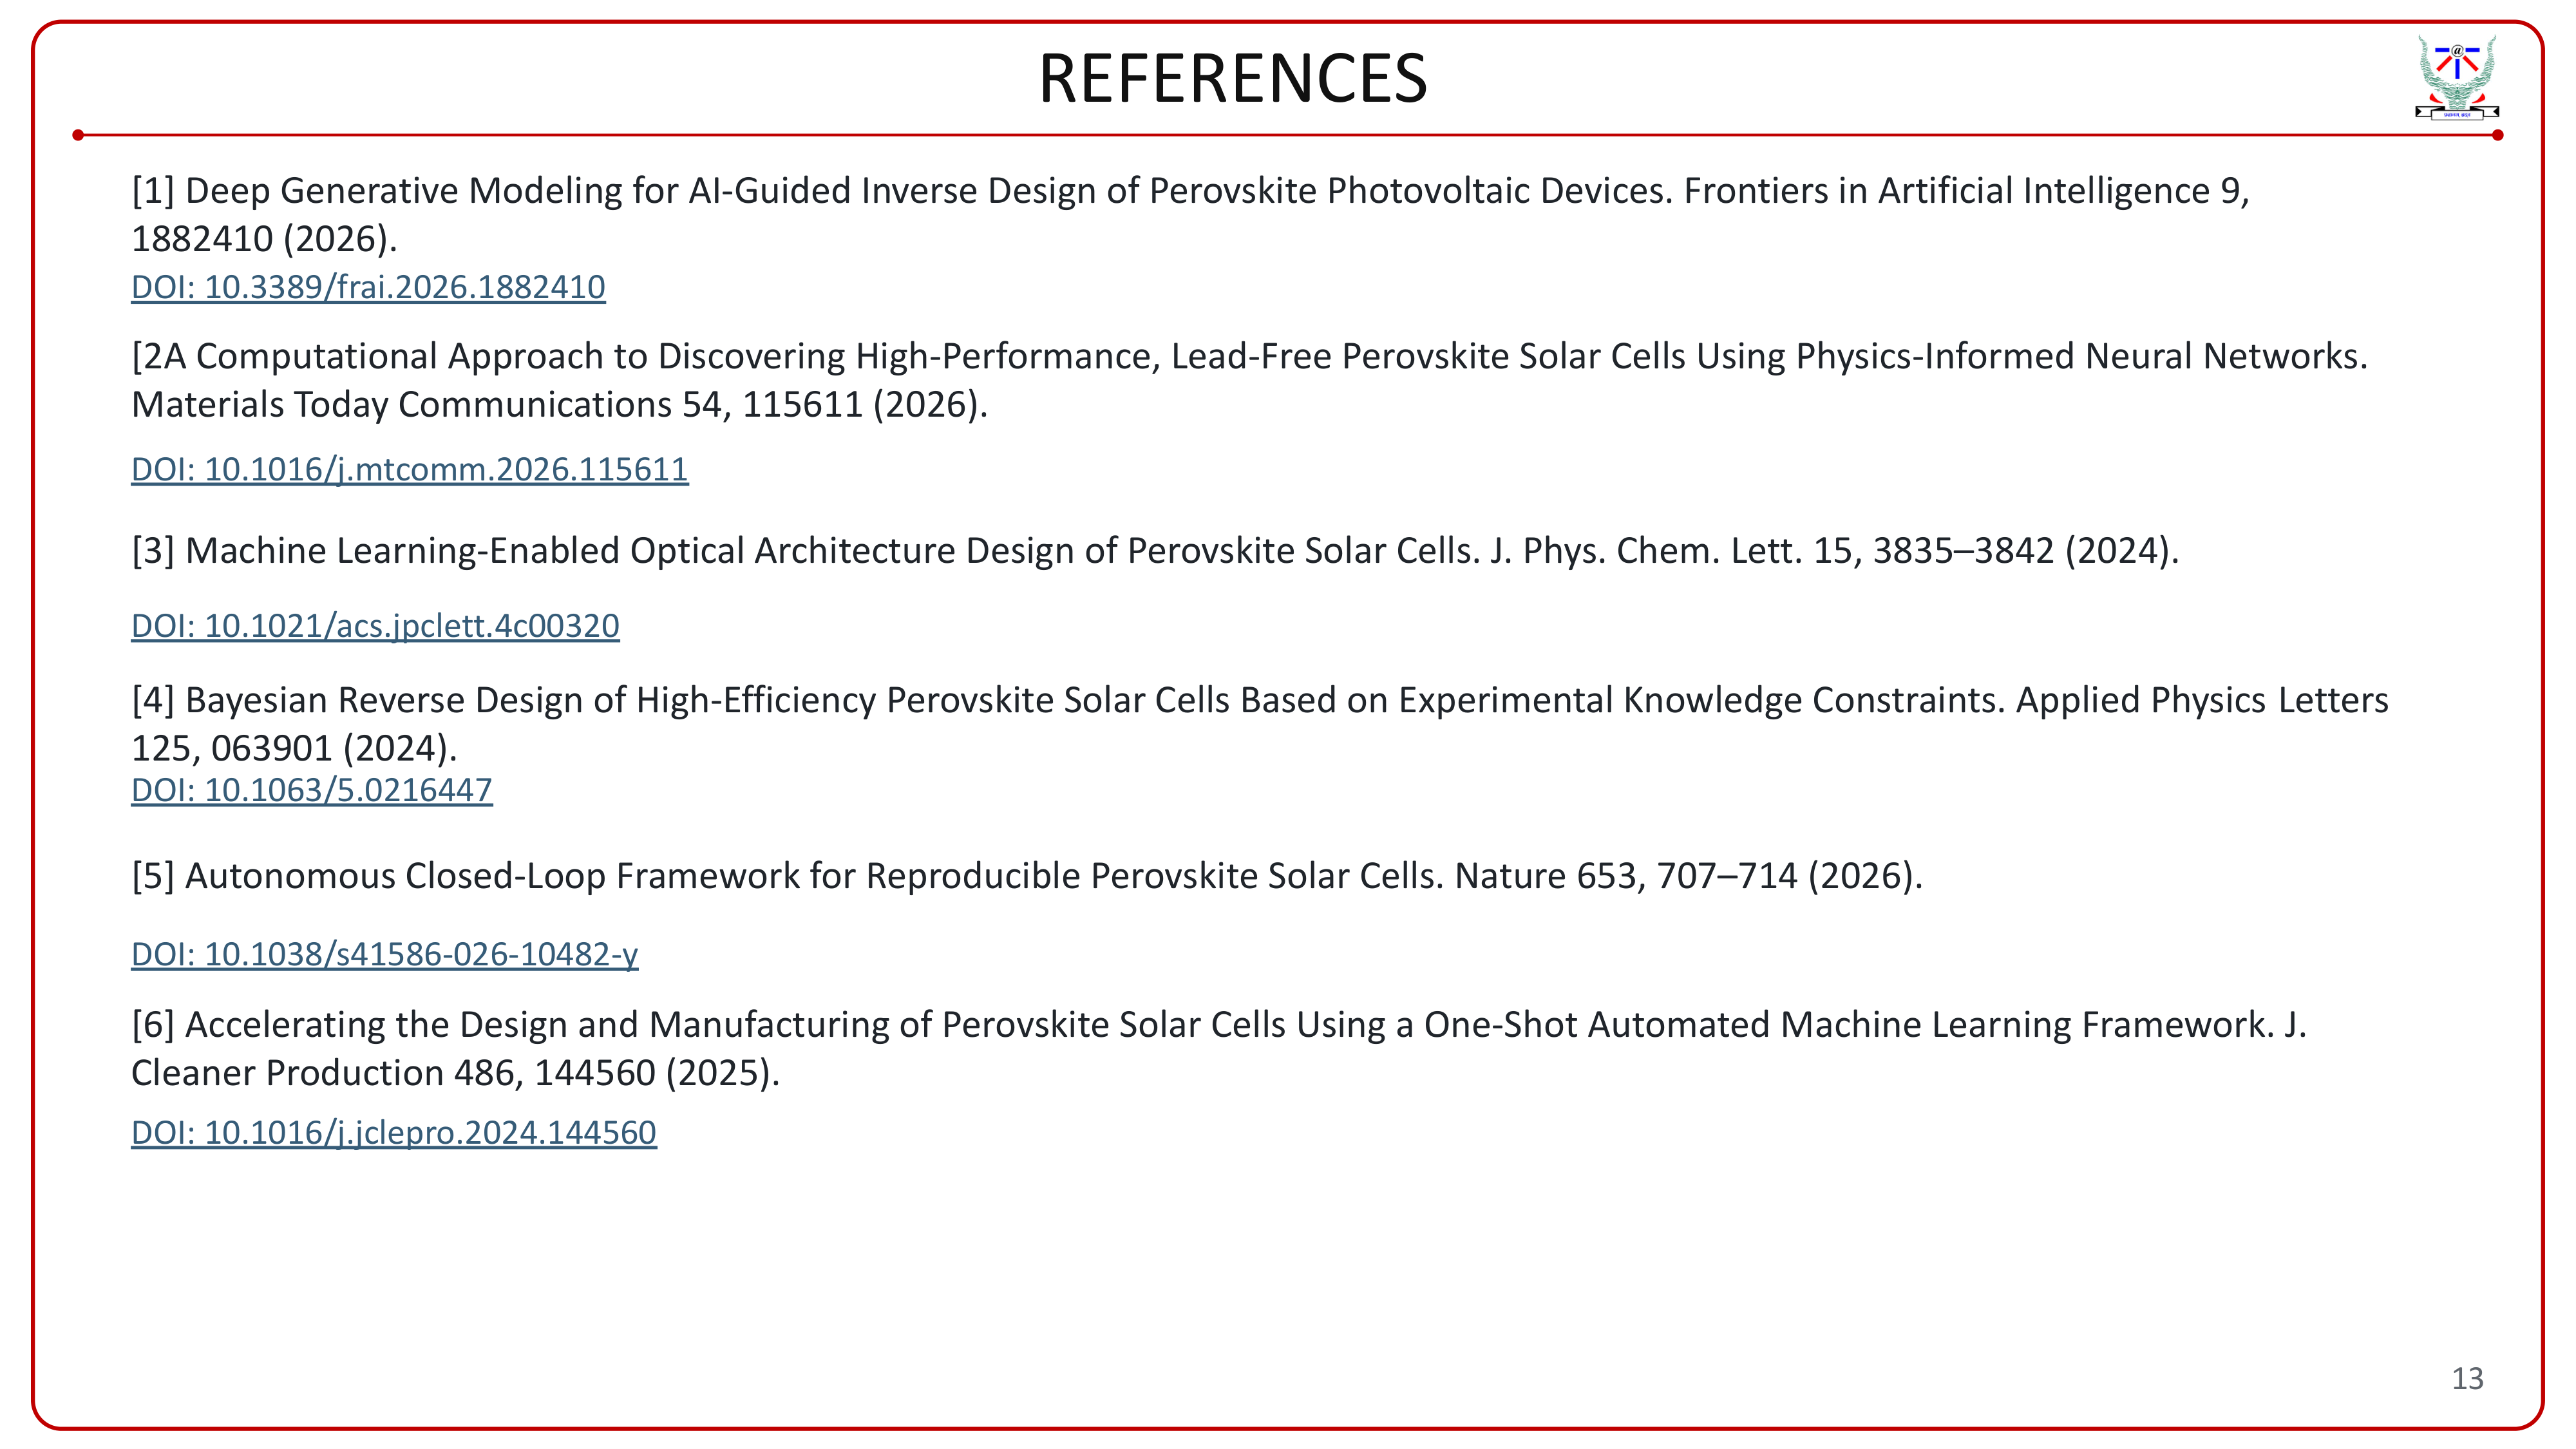 REFERENCES
@
[1] Deep Generative Modeling for AI-Guided Inverse Design of Perovskite Photovoltaic Devices. Frontiers in Artificial Intelligence 9,
1882410 (2026).
DOI: 10.3389/frai.2026.1882410
[2A Computational Approach to Discovering High-Performance, Lead-Free Perovskite Solar Cells Using Physics-Informed Neural Networks.
Materials Today Communications 54, 115611 (2026).
DOI: 10.1016/j.mtcomm.2026.115611
[3] Machine Learning-Enabled Optical Architecture Design of Perovskite Solar Cells. J. Phys. Chem. Lett. 15, 3835–3842 (2024).
DOI: 10.1021/acs.jpclett.4c00320
[4] Bayesian Reverse Design of High-Efficiency Perovskite Solar Cells Based on Experimental Knowledge Constraints. Applied Physics Letters
125, 063901 (2024).
DOI: 10.1063/5.0216447
[5] Autonomous Closed-Loop Framework for Reproducible Perovskite Solar Cells. Nature 653, 707–714 (2026).
DOI: 10.1038/s41586-026-10482-y
[6] Accelerating the Design and Manufacturing of Perovskite Solar Cells Using a One-Shot Automated Machine Learning Framework. J.
Cleaner Production 486, 144560 (2025).
DOI: 10.1016/j.jclepro.2024.144560
13